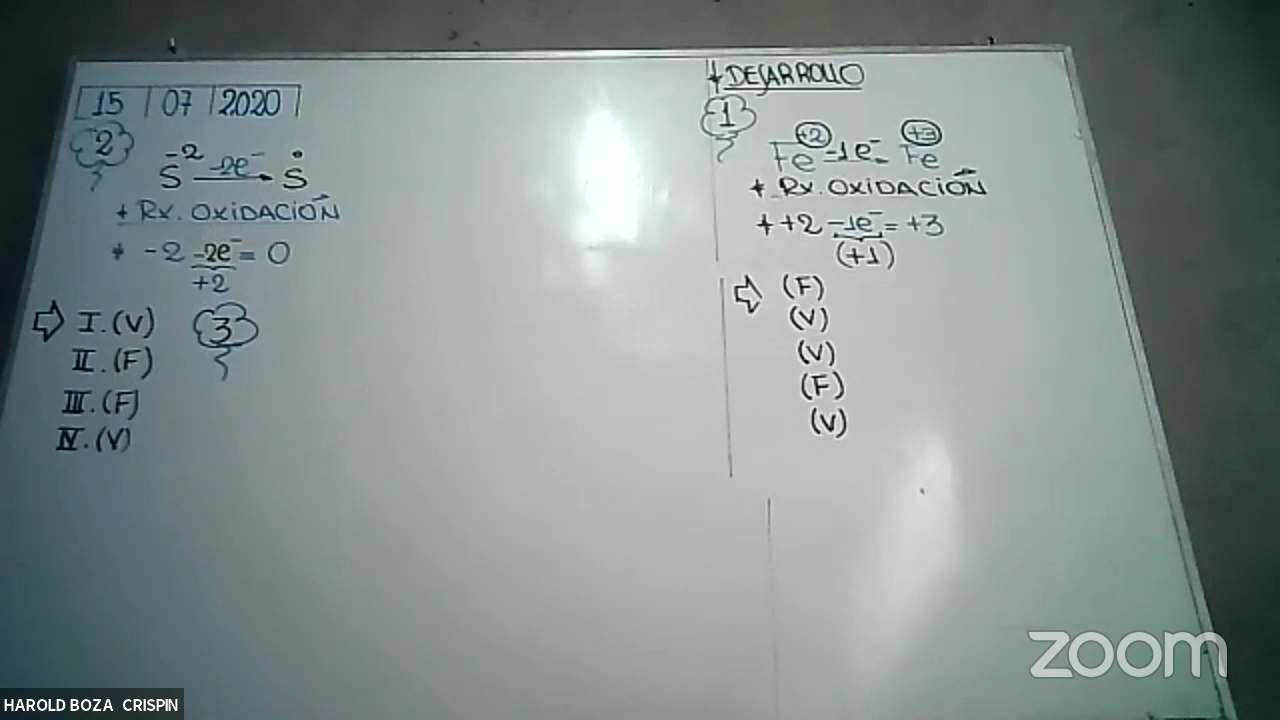 15 | 07 | 2020
2
S⁻² -2e⁻ → S⁰
+ Rx. OXIDACIÓN
+ -2 -2e⁻ = 0
+2
⇨ I. (V)
II. (F)
III. (F)
IV. (V)
3
+ DESARROLLO
1
Fe⁺² -1e⁻ → Fe⁺³
+ Rx. OXIDACIÓN
+ +2 -1e⁻ = +3
(+1)
⇨ (F)
(V)
(V)
(F)
(V)
zoom
HAROLD BOZA CRISPIN